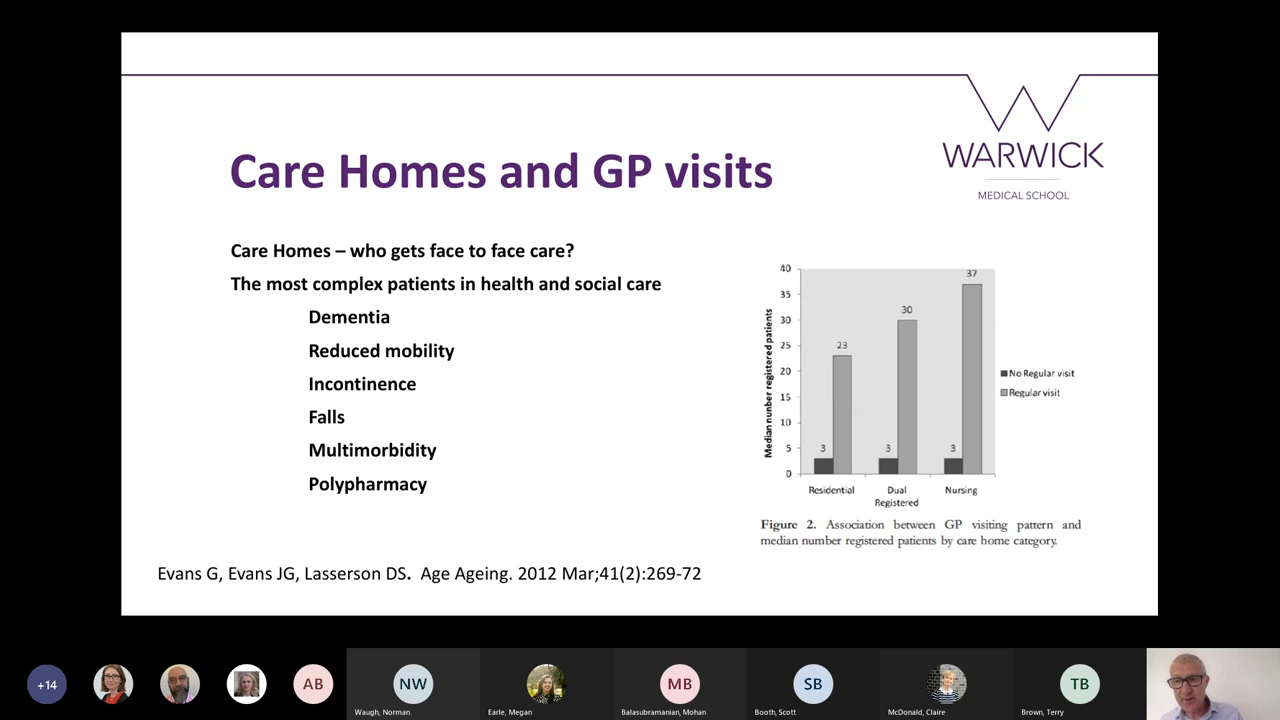 WARWICK
MEDICAL SCHOOL
Care Homes and GP visits
Care Homes – who gets face to face care?
The most complex patients in health and social care
Dementia
Reduced mobility
Incontinence
Falls
Multimorbidity
Polypharmacy
Median number registered patients
40
35
30
25
20
15
10
5
0
3
23
3
30
3
37
Residential
Dual
Registered
Nursing
No Regular visit
Regular visit
Figure 2. Association between GP visiting pattern and
median number registered patients by care home category.
Evans G, Evans JG, Lasserson DS. Age Ageing. 2012 Mar;41(2):269-72
+14
AB
NW
Waugh, Norman
Earle, Megan
MB
Balasubramanian, Mohan
SB
Booth, Scott
McDonald, Claire
TB
Brown, Terry